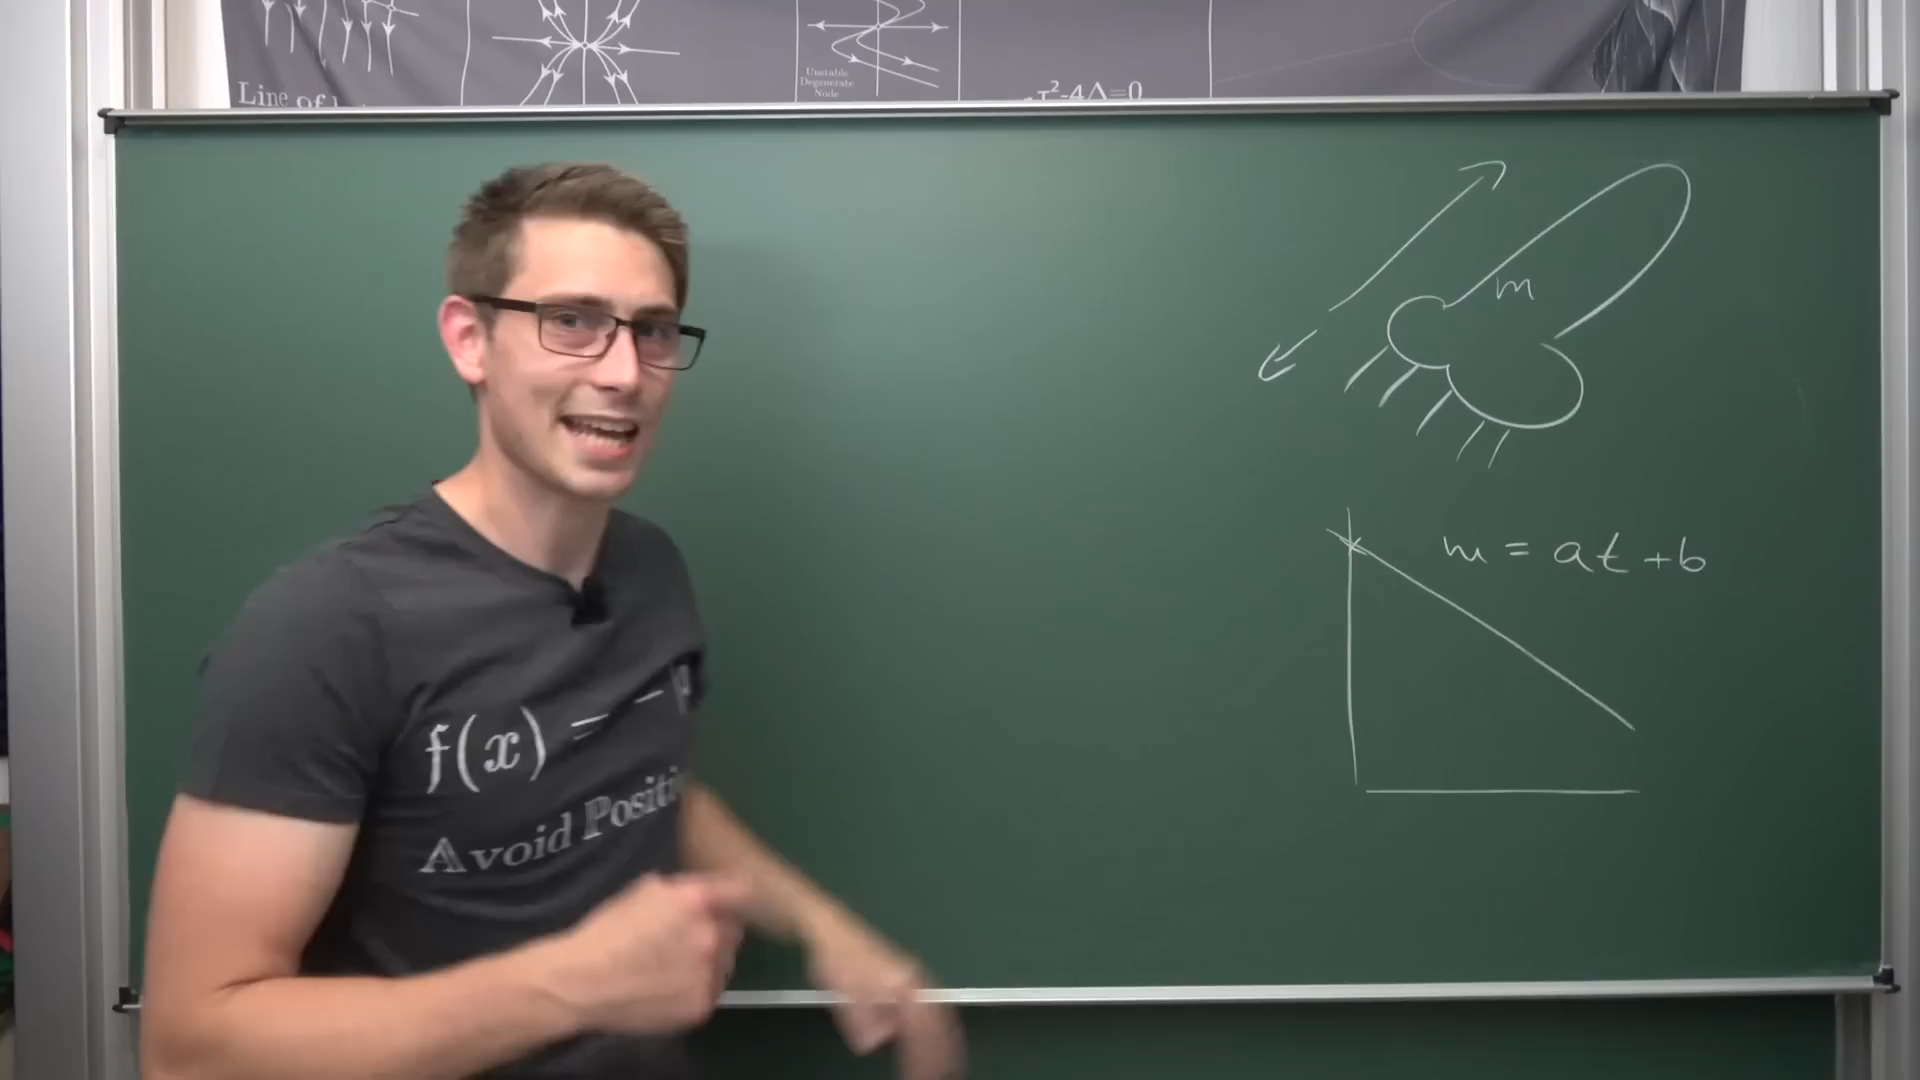 Line of
Unstable
Degenerate
Node
τ²-4Δ=0
m
m = at + b
f(x) = -
Avoid Positi